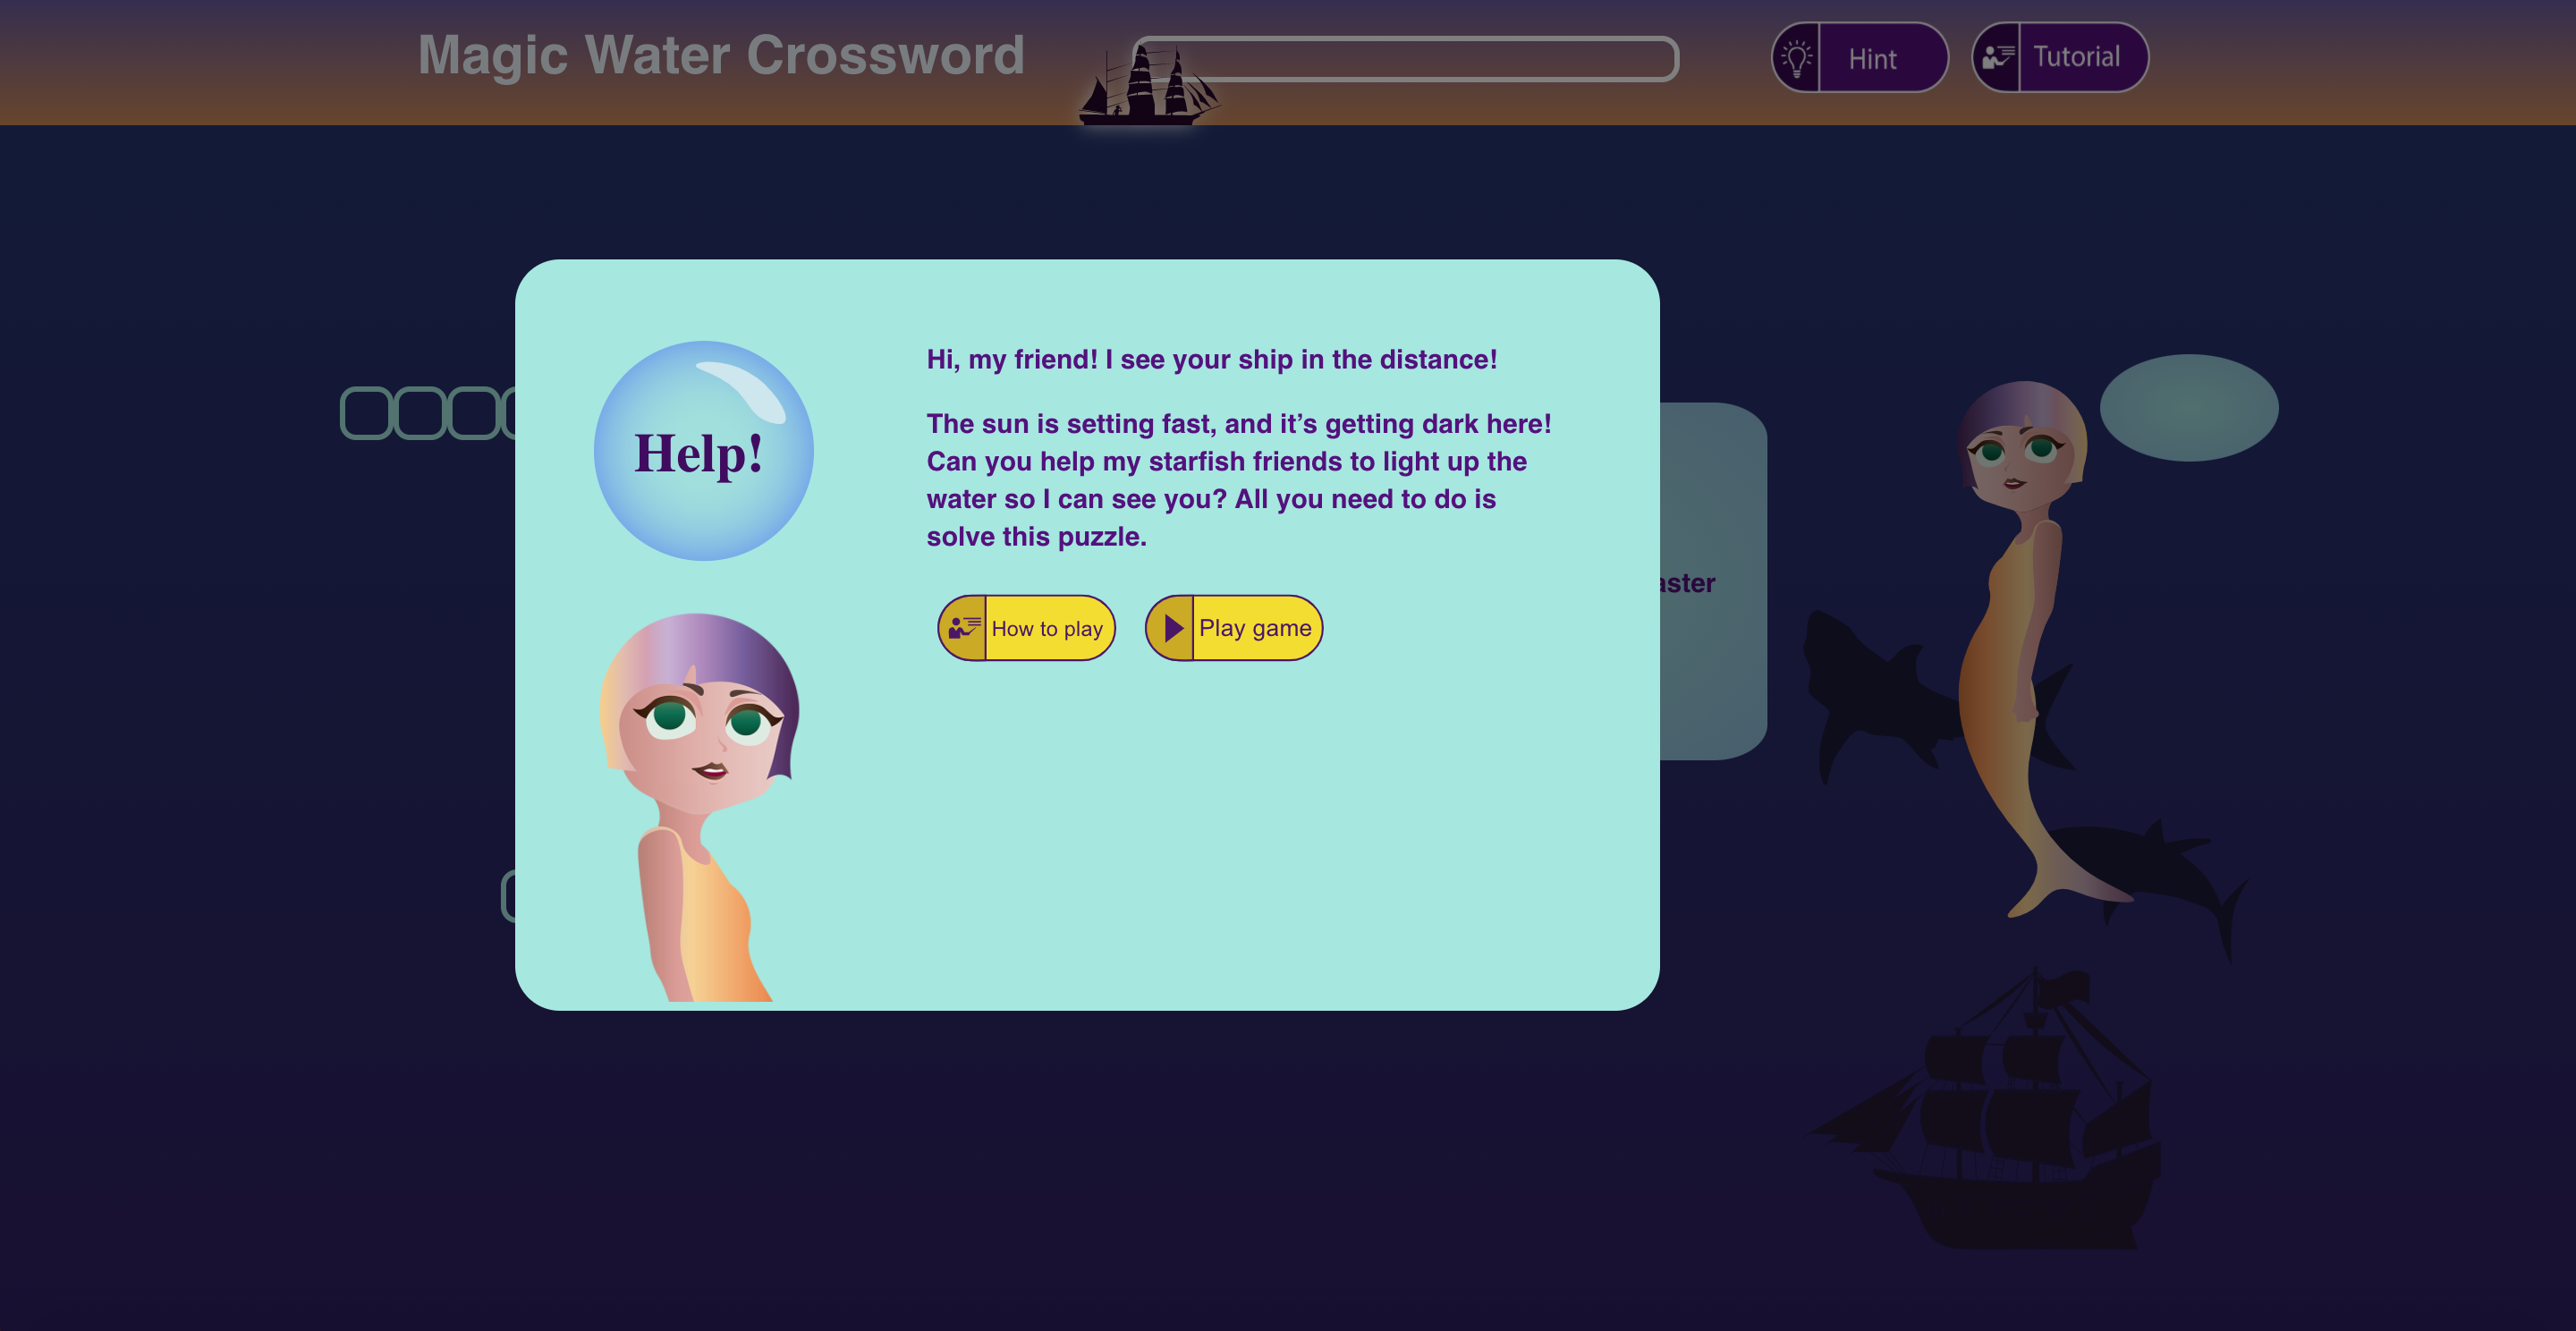 Magic Water Crossword
Hint
Tutorial
Help!
Hi, my friend! I see your ship in the distance!
The sun is setting fast, and it’s getting dark here!
Can you help my starfish friends to light up the
water so I can see you? All you need to do is
solve this puzzle.
How to play
Play game